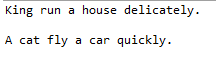 King run a house delicately.
A cat fly a car quickly.